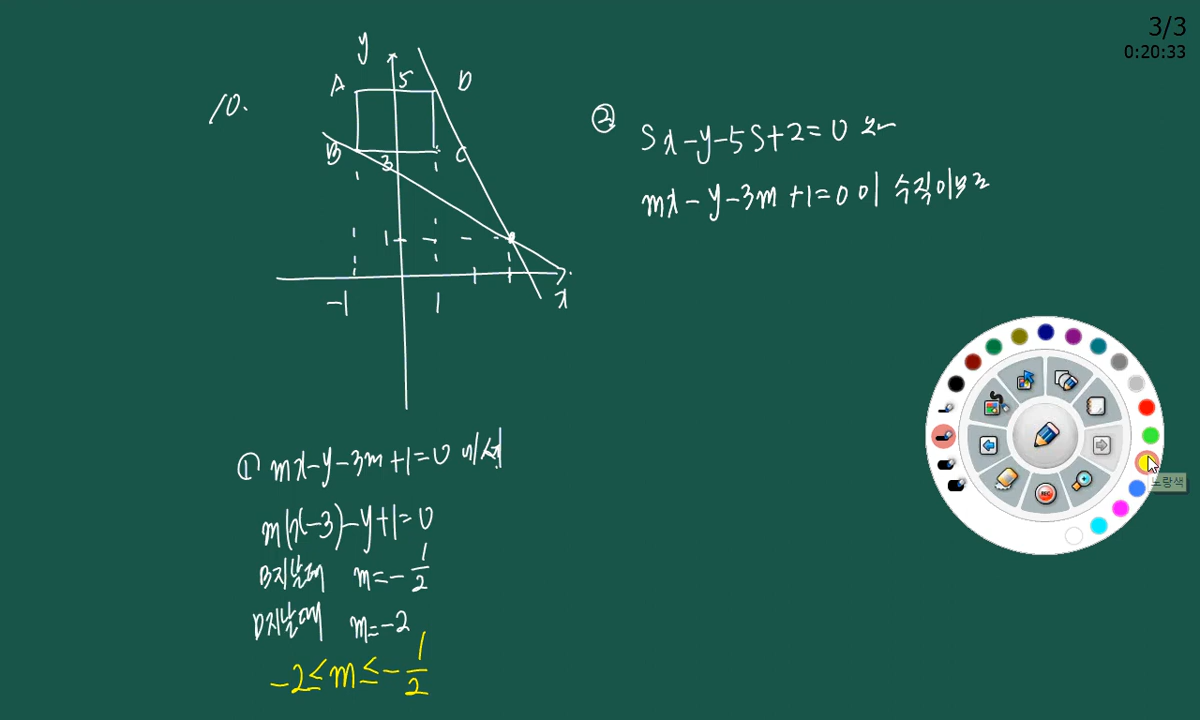 3/3
0:20:33
10.
y
A
5
D
B
3
C
1
-1
1
x
② Sx-y-5S+2=0 와
mx-y-3m+1=0 이 수직이므로
① mx-y-3m+1=0 에서
m(x-3)-y+1=0
B지날때 m=-1/2
D지날때 m=-2
-2≤m≤-1/2
REC
노랑색